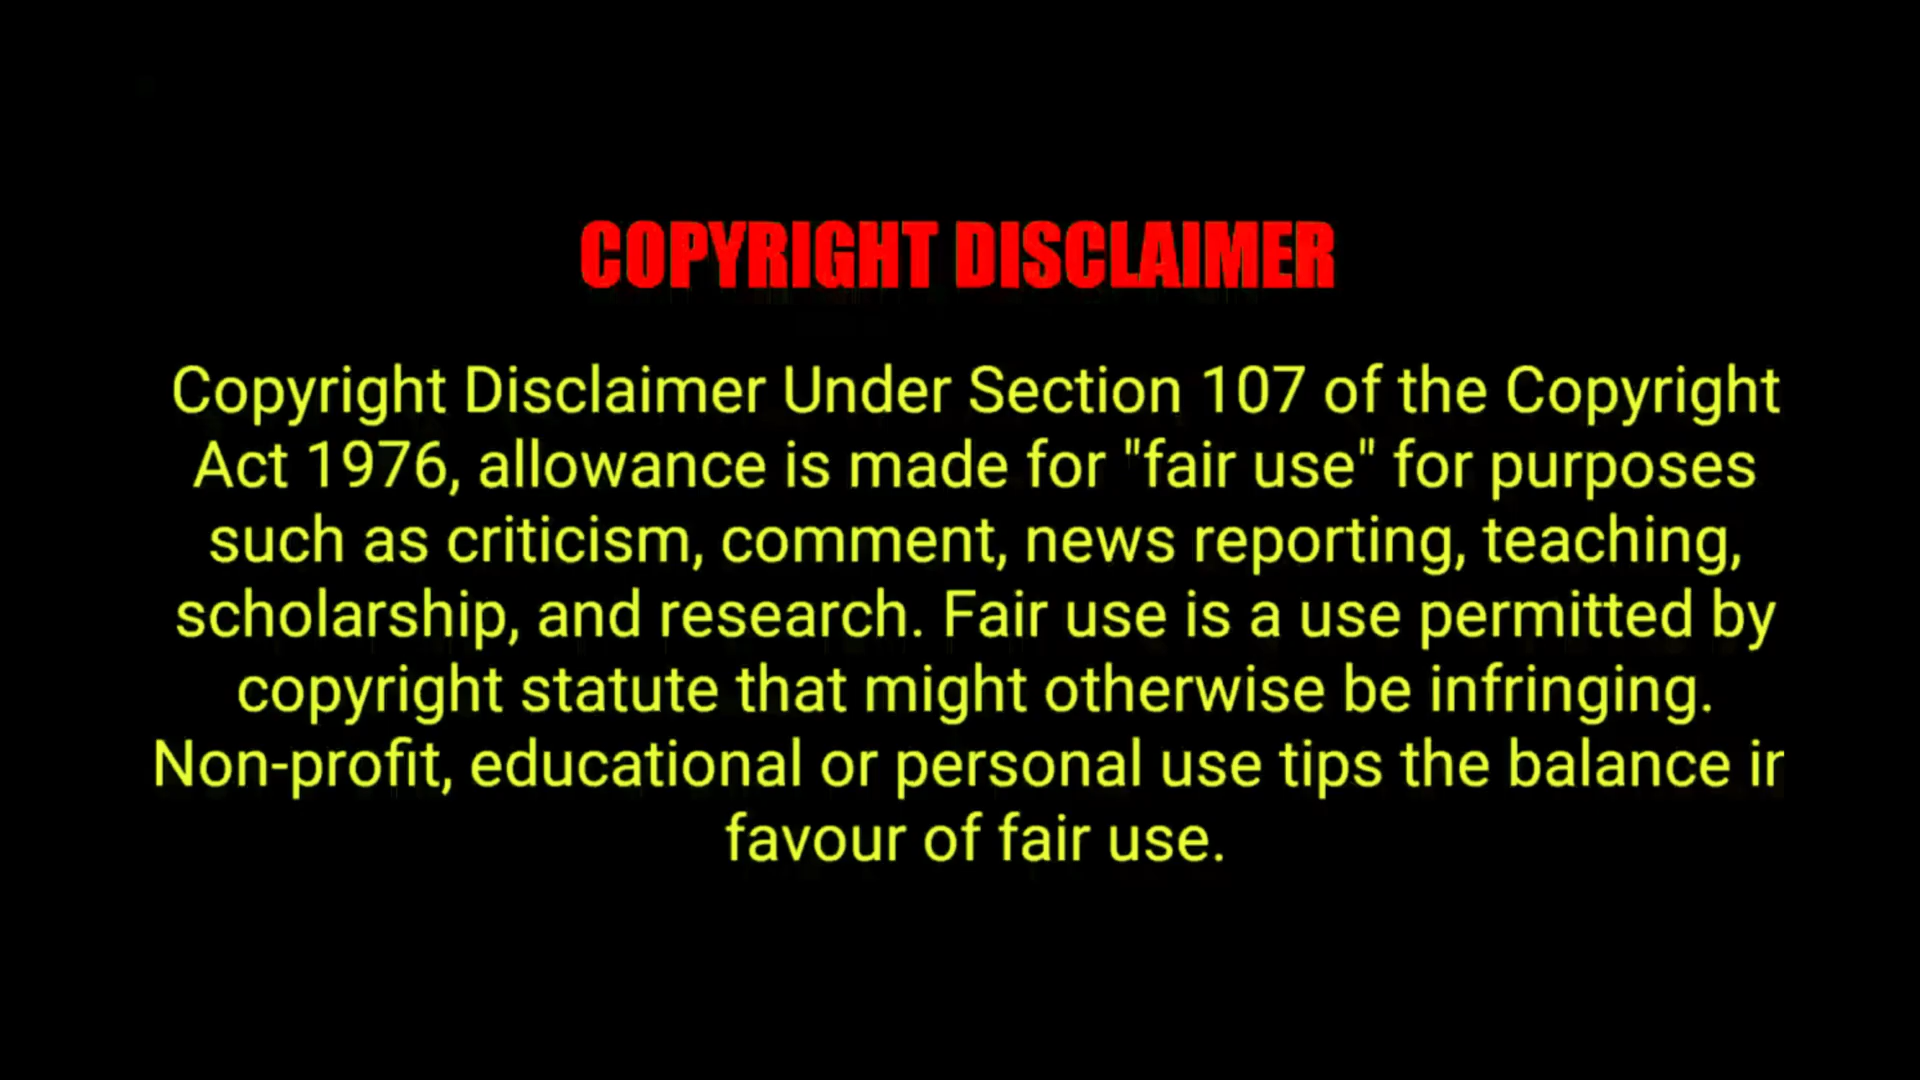 COPYRIGHT DISCLAIMER
Copyright Disclaimer Under Section 107 of the Copyright
Act 1976, allowance is made for "fair use" for purposes
such as criticism, comment, news reporting, teaching,
scholarship, and research. Fair use is a use permitted by
copyright statute that might otherwise be infringing.
Non-profit, educational or personal use tips the balance in
favour of fair use.